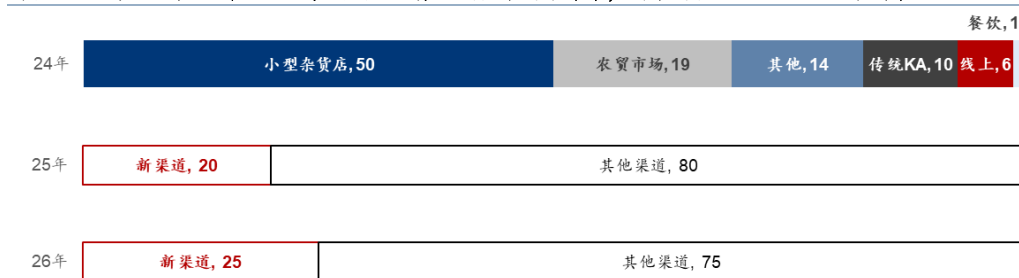 餐饮,1
24年 小型杂货店,50 农贸市场,19 其他,14 传统KA,10 线上,6
25年 新渠道, 20 其他渠道, 80
26年 新渠道, 25 其他渠道, 75